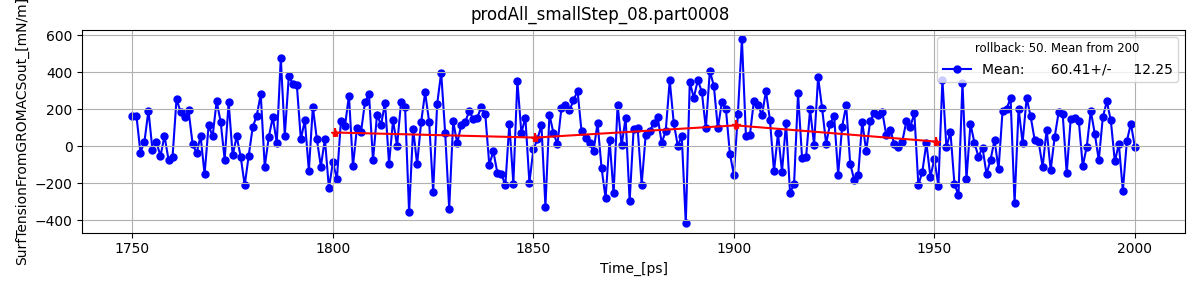 prodAll_smallStep_08.part0008
SurfTensionFromGROMACSout_[mN/m]
600
400
200
0
−200
−400
rollback: 50. Mean from 200
Mean: 60.41+/- 12.25
1750
1800
1850
1900
1950
2000
Time_[ps]